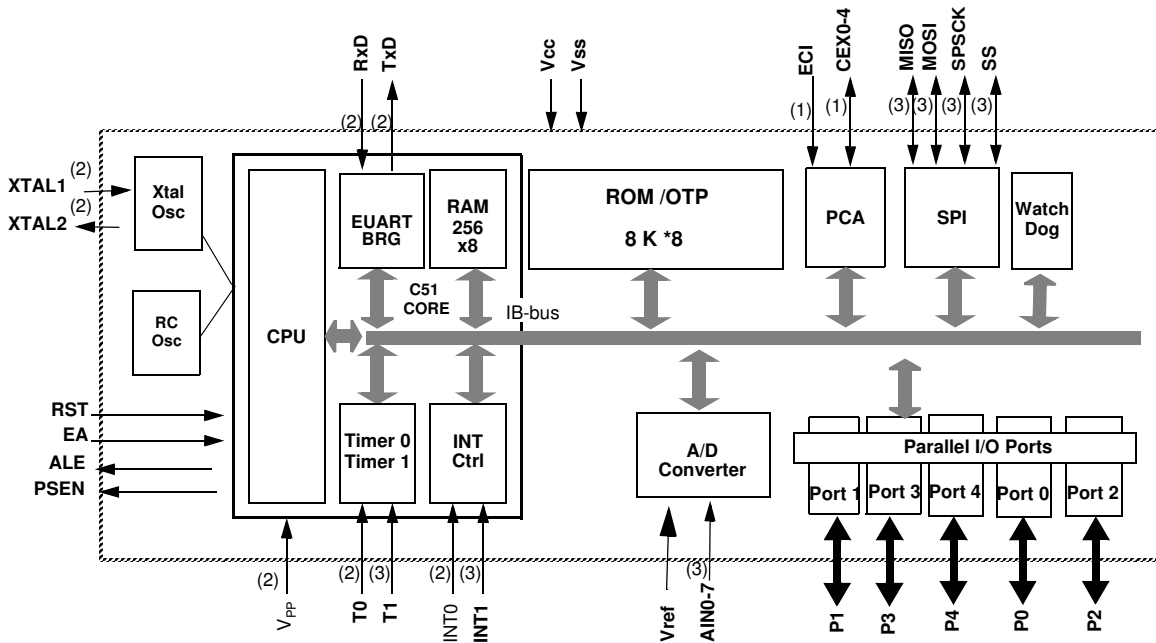 RxD
TxD
Vcc
Vss
ECI
CEX0-4
MISO
MOSI
SPSCK
SS
(2)
(2)
(1)
(1)
(3)
(3)
(3)
(3)
XTAL1
(2)
XTAL2
(2)
Xtal
Osc
RC
Osc
CPU
EUART
BRG
RAM
256
x8
C51
CORE
IB-bus
ROM /OTP
8 K *8
PCA
SPI
Watch
Dog
RST
EA
ALE
PSEN
Timer 0
Timer 1
INT
Ctrl
A/D
Converter
Parallel I/O Ports
Port 1
Port 3
Port 4
Port 0
Port 2
(2)
(2)
(3)
(2)
(3)
(3)
VPP
T0
T1
INT0
INT1
Vref
AIN0-7
P1
P3
P4
P0
P2